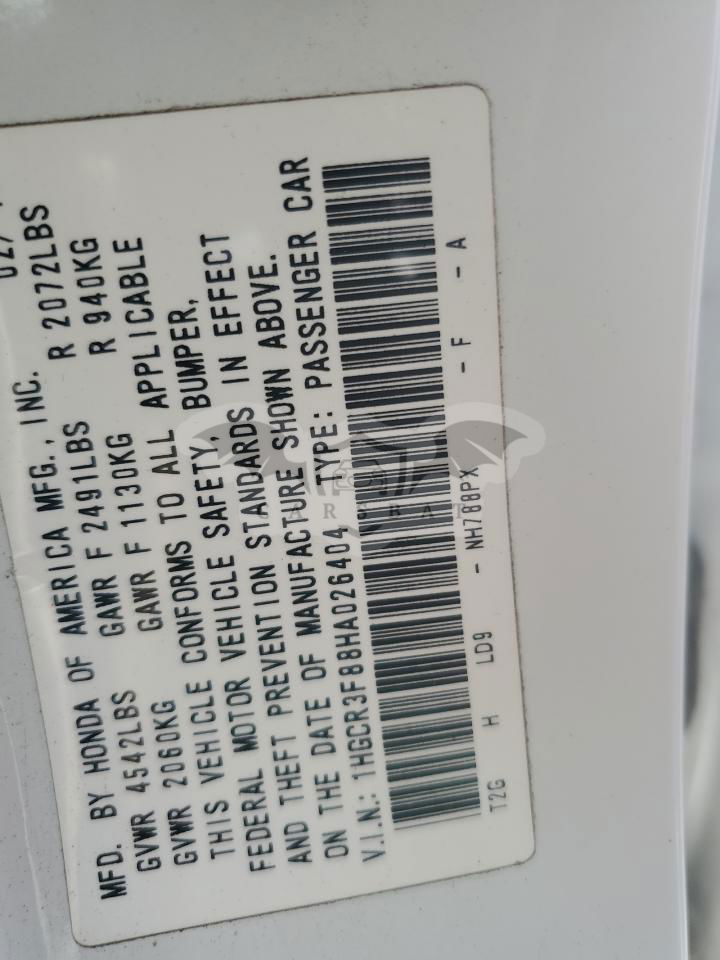 02/
MFD. BY HONDA OF AMERICA MFG., INC.
GVWR 4542LBS GAWR F 2491LBS R 2072LBS
GVWR 2060KG GAWR F 1130KG R 940KG
THIS VEHICLE CONFORMS TO ALL APPLICABLE
FEDERAL MOTOR VEHICLE SAFETY, BUMPER,
AND THEFT PREVENTION STANDARDS IN EFFECT
ON THE DATE OF MANUFACTURE SHOWN ABOVE.
V.I.N.: 1HGCR3F88HA026404 TYPE: PASSENGER CAR
T2G H LD9 - NH788PX - F - A
CARSBAT